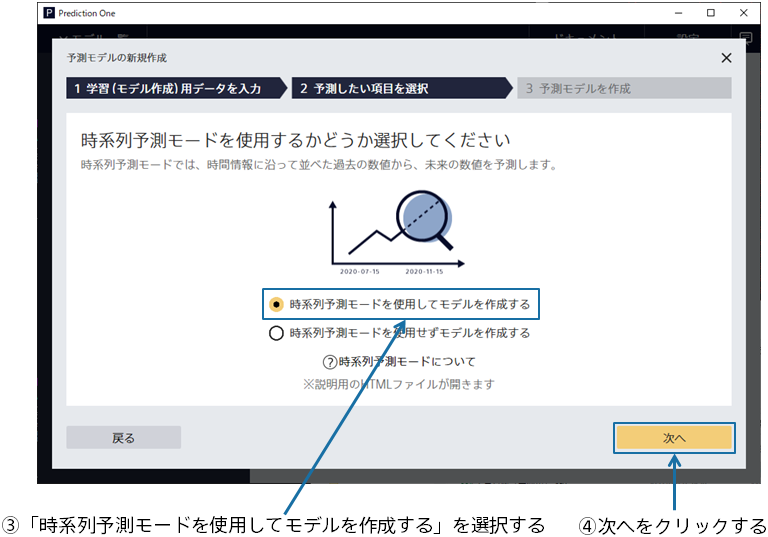 Prediction One
予測モデルの新規作成
1 学習 (モデル作成) 用データを入力
2 予測したい項目を選択
3 予測モデルを作成
時系列予測モードを使用するかどうか選択してください
時系列予測モードでは、時間情報に沿って並べた過去の数値から、未来の数値を予測します。
2020-07-15
2020-11-15
時系列予測モードを使用してモデルを作成する
時系列予測モードを使用せずモデルを作成する
?時系列予測モードについて
※説明用のHTMLファイルが開きます
戻る
次へ
③「時系列予測モードを使用してモデルを作成する」を選択する
④次へをクリックする